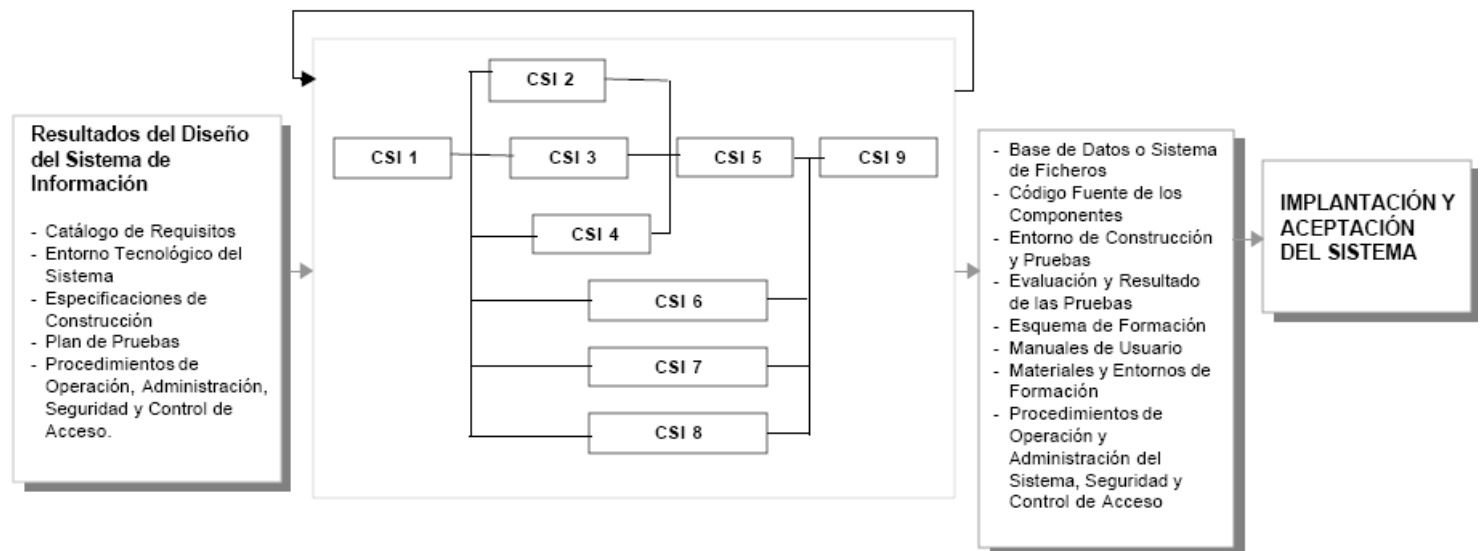 Resultados del Diseño
del Sistema de
Información
- Catálogo de Requisitos
- Entorno Tecnológico del
Sistema
- Especificaciones de
Construcción
- Plan de Pruebas
- Procedimientos de
Operación, Administración,
Seguridad y Control de
Acceso.
CSI 1
CSI 2
CSI 3
CSI 4
CSI 5
CSI 6
CSI 7
CSI 8
CSI 9
- Base de Datos o Sistema
de Ficheros
- Código Fuente de los
Componentes
- Entorno de Construcción
y Pruebas
- Evaluación y Resultado
de las Pruebas
- Esquema de Formación
- Manuales de Usuario
- Materiales y Entornos de
Formación
- Procedimientos de
Operación y
Administración del
Sistema, Seguridad y
Control de Acceso
IMPLANTACIÓN Y
ACEPTACIÓN
DEL SISTEMA